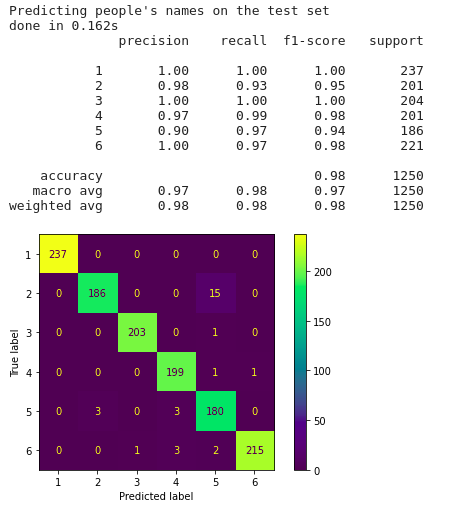 Predicting people's names on the test set
done in 0.162s
precision recall f1-score support
1 1.00 1.00 1.00 237
2 0.98 0.93 0.95 201
3 1.00 1.00 1.00 204
4 0.97 0.99 0.98 201
5 0.90 0.97 0.94 186
6 1.00 0.97 0.98 221
accuracy 0.98 1250
macro avg 0.97 0.98 0.97 1250
weighted avg 0.98 0.98 0.98 1250
True label
1 237 0 0 0 0 0
2 0 186 0 0 15 0
3 0 0 203 0 1 0
4 0 0 0 199 1 1
5 0 3 0 3 180 0
6 0 0 1 3 2 215
1 2 3 4 5 6
Predicted label
200
150
100
50
0